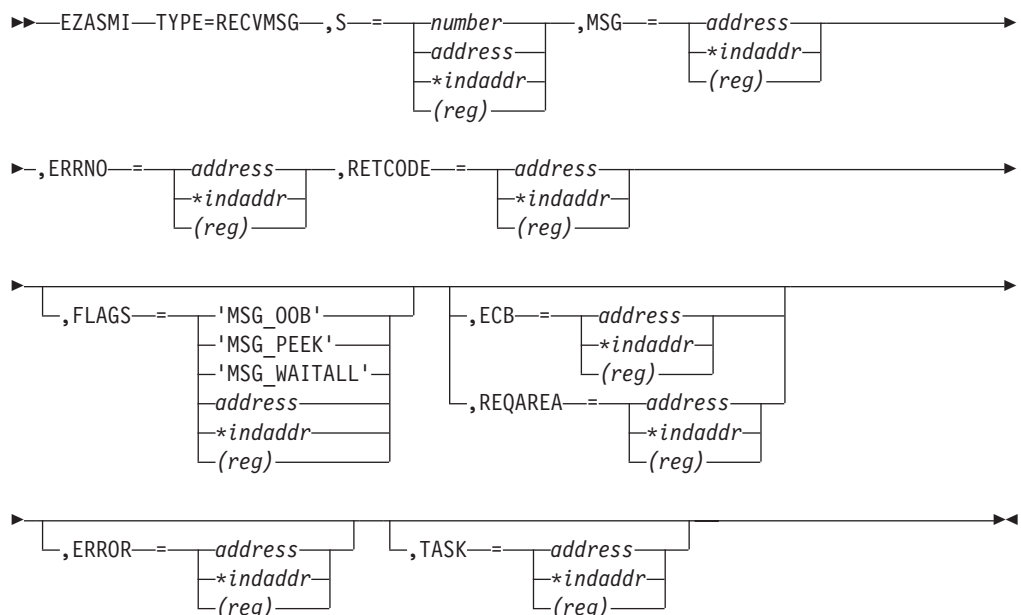 EZASMI TYPE=RECVMSG ,S = number ,MSG = address
address *indaddr
*indaddr (reg)
(reg)
,ERRNO = address ,RETCODE = address
*indaddr *indaddr
(reg) (reg)
,FLAGS = 'MSG_OOB' ,ECB = address
'MSG_PEEK' *indaddr
'MSG_WAITALL' (reg)
address ,REQAREA = address
*indaddr *indaddr
(reg) (reg)
,ERROR = address ,TASK = address
*indaddr *indaddr
(reg) (reg)